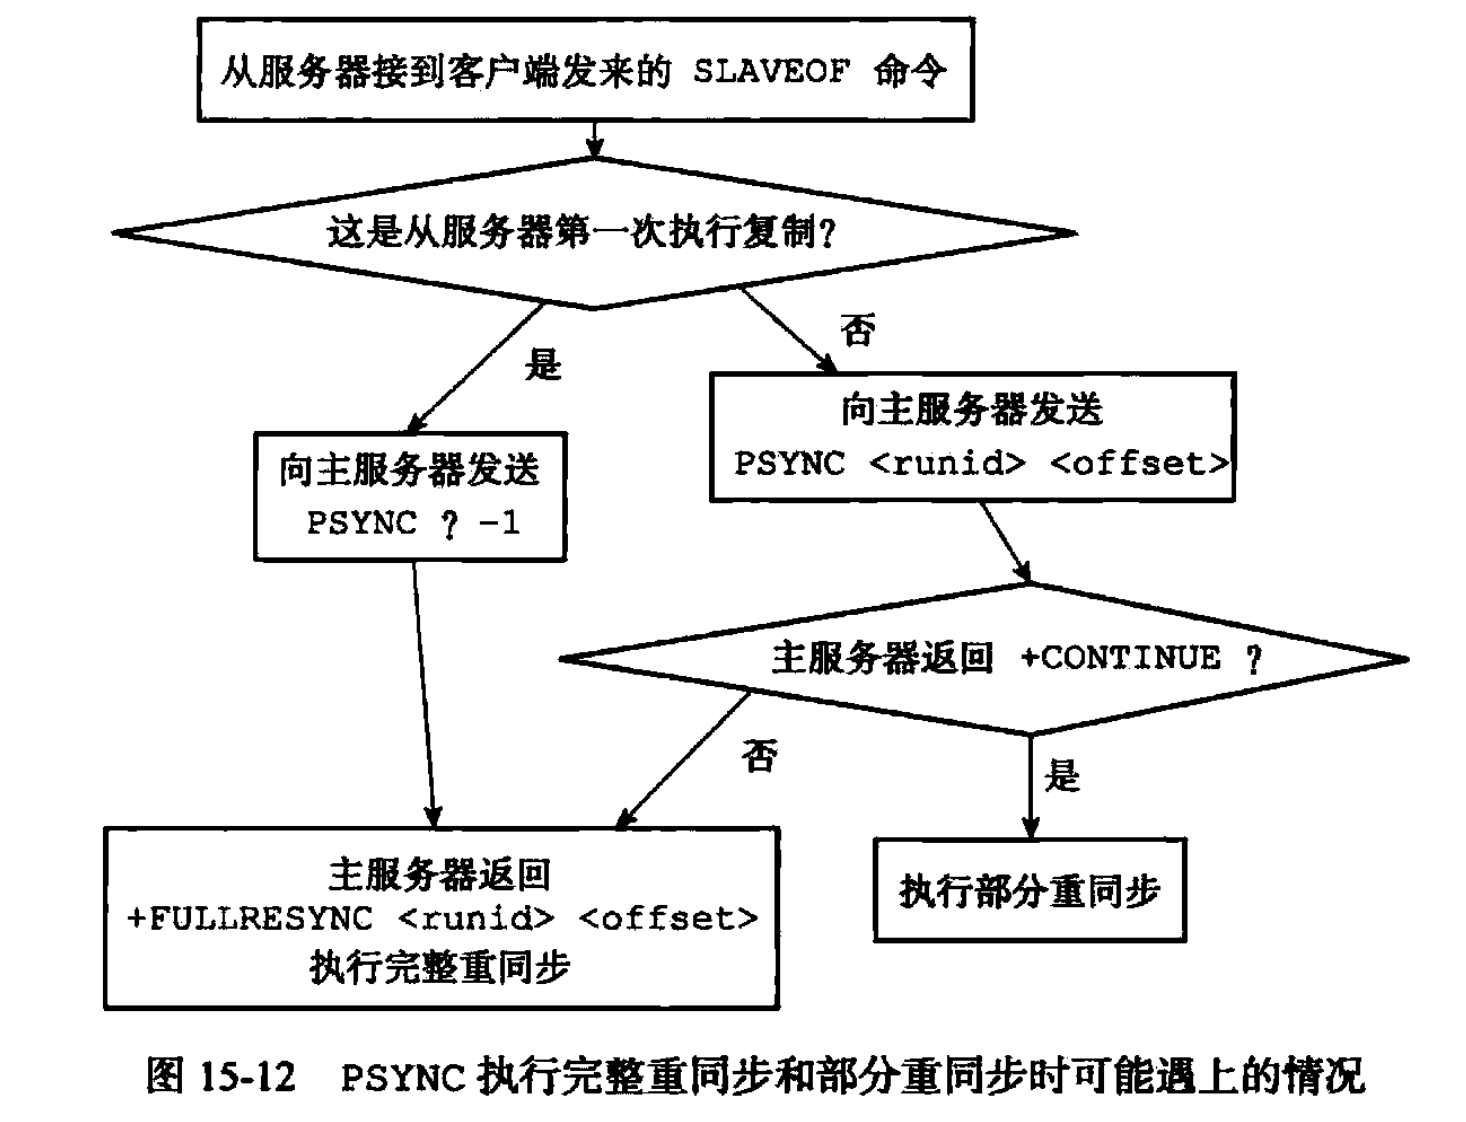 从服务器接到客户端发来的 SLAVEOF 命令
这是从服务器第一次执行复制？
否
是
向主服务器发送
PSYNC <runid> <offset>
向主服务器发送
PSYNC ? -1
主服务器返回 +CONTINUE ?
否
是
主服务器返回
+FULLRESYNC <runid> <offset>
执行完整重同步
执行部分重同步
图 15-12 PSYNC 执行完整重同步和部分重同步时可能遇上的情况